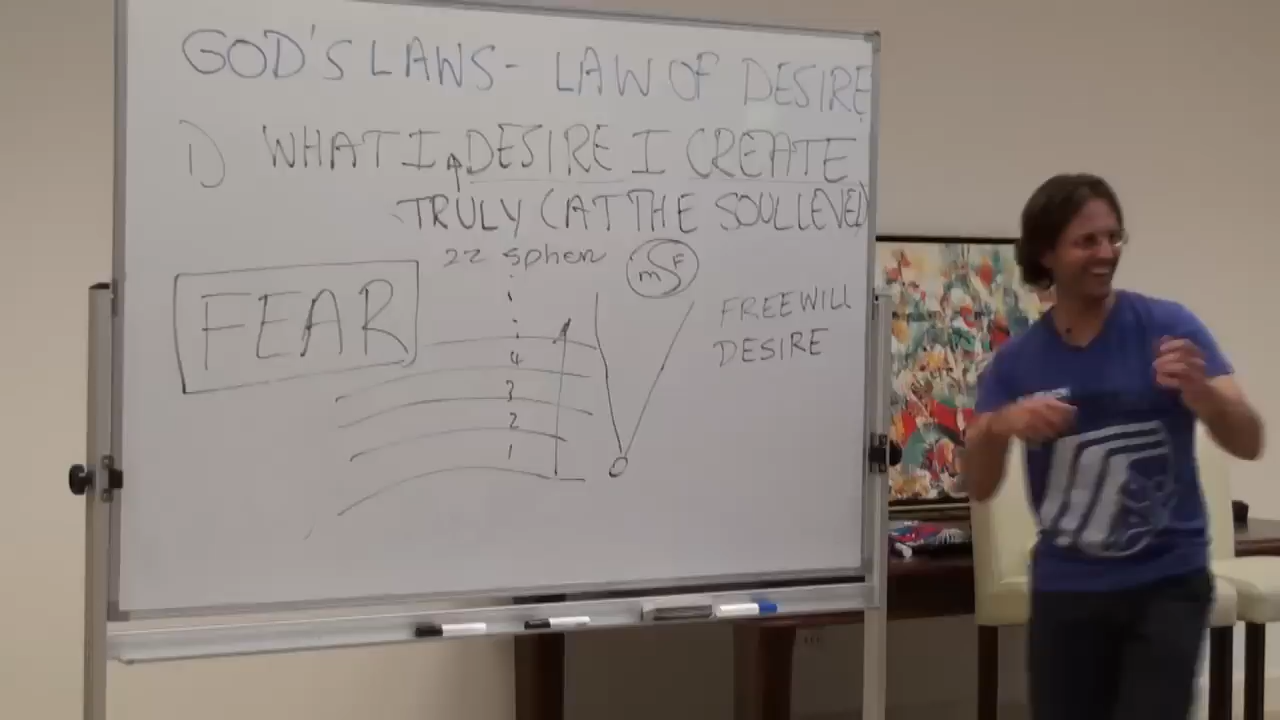 GOD'S LAWS - LAW OF DESIRE
1) WHAT I DESIRE I CREATE
TRULY (AT THE SOUL LEVEL)
22 spher
m F
FEAR
FREEWILL
DESIRE
4
3
2
1